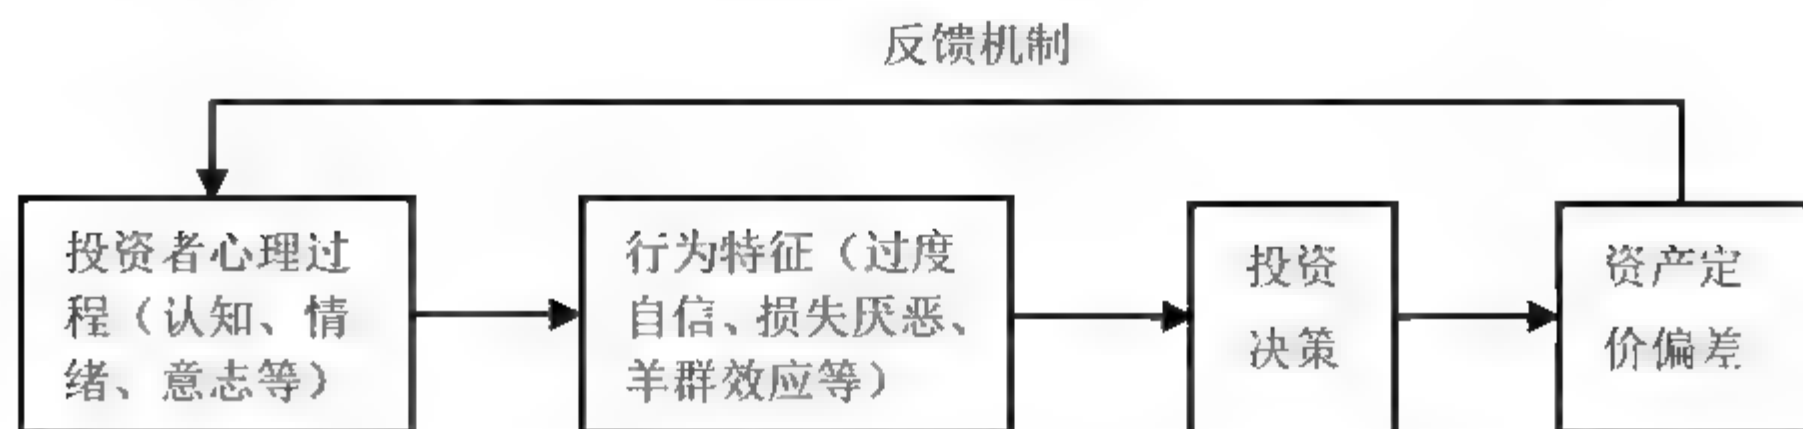 反馈机制
投资者心理过
程（认知、情
绪、意志等）
行为特征（过度
自信、损失厌恶、
羊群效应等）
投资
决策
资产定
价偏差